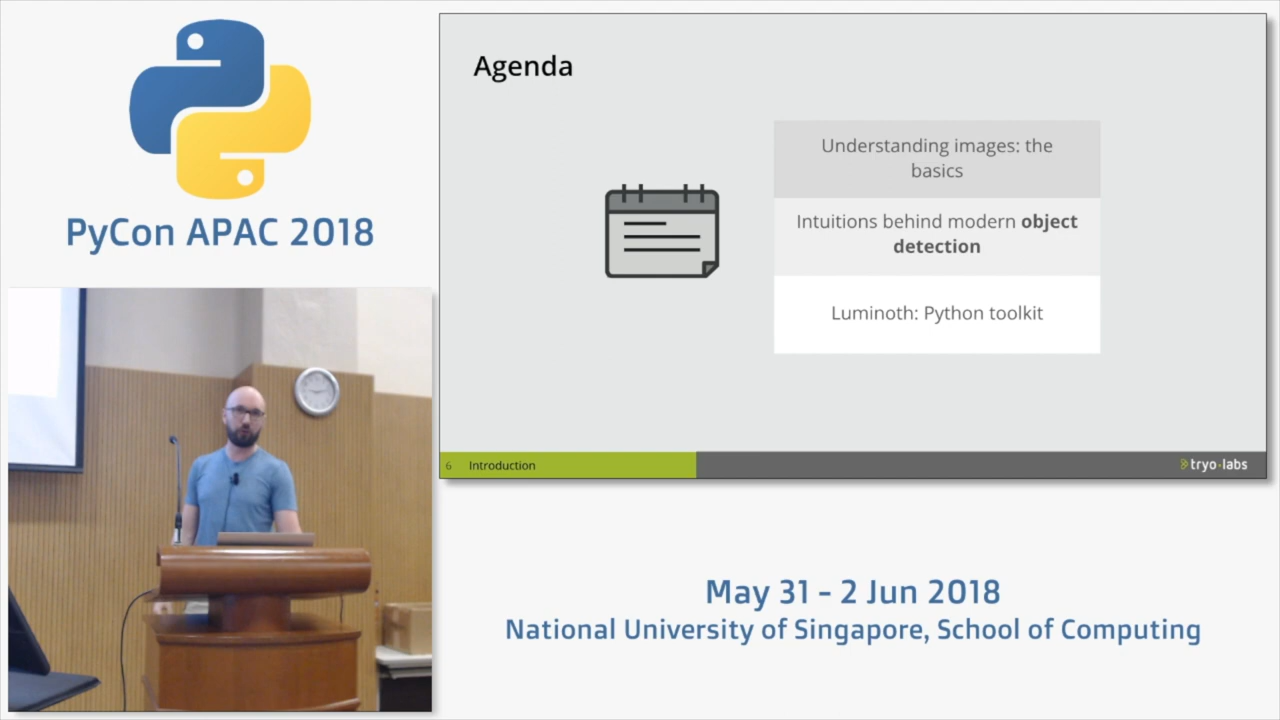 PyCon APAC 2018
Agenda
Understanding images: the
basics
Intuitions behind modern object
detection
Luminoth: Python toolkit
6 Introduction
tryo·labs
May 31 - 2 Jun 2018
National University of Singapore, School of Computing